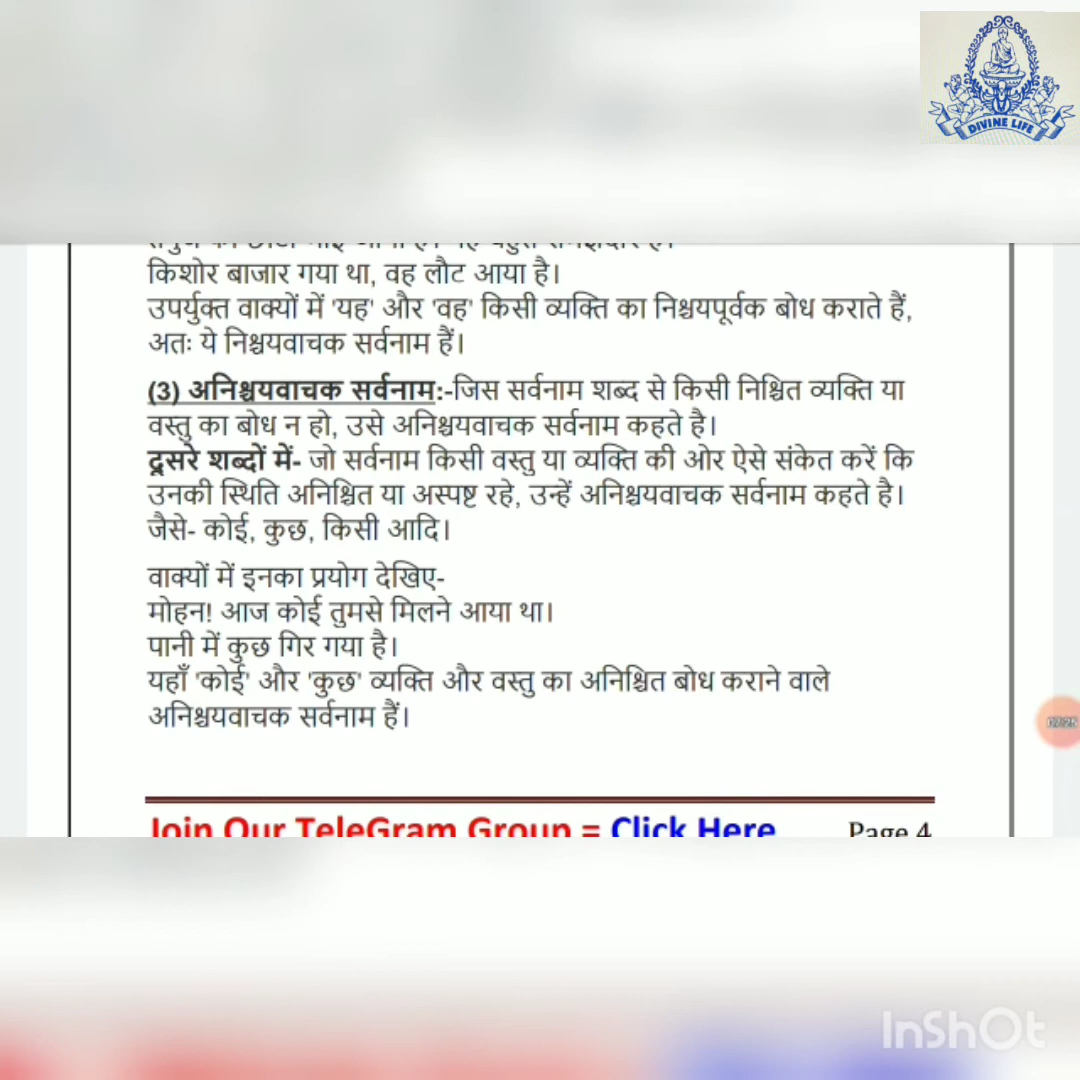 DIVINE LIFE
किशोर बाजार गया था, वह लौट आया है।
उपर्युक्त वाक्यों में 'यह' और 'वह' किसी व्यक्ति का निश्चयपूर्वक बोध कराते हैं,
अतः ये निश्चयवाचक सर्वनाम हैं।
(3) अनिश्चयवाचक सर्वनामः-जिस सर्वनाम शब्द से किसी निश्चित व्यक्ति या
वस्तु का बोध न हो, उसे अनिश्चयवाचक सर्वनाम कहते है।
दूसरे शब्दों में- जो सर्वनाम किसी वस्तु या व्यक्ति की ओर ऐसे संकेत करें कि
उनकी स्थिति अनिश्चित या अस्पष्ट रहे, उन्हें अनिश्चयवाचक सर्वनाम कहते है।
जैसे- कोई, कुछ, किसी आदि।
वाक्यों में इनका प्रयोग देखिए-
मोहन! आज कोई तुमसे मिलने आया था।
पानी में कुछ गिर गया है।
यहाँ 'कोई' और 'कुछ' व्यक्ति और वस्तु का अनिश्चित बोध कराने वाले
अनिश्चयवाचक सर्वनाम हैं।
02:25
Join Our TeleGram Group = Click Here Page 4
InShOt